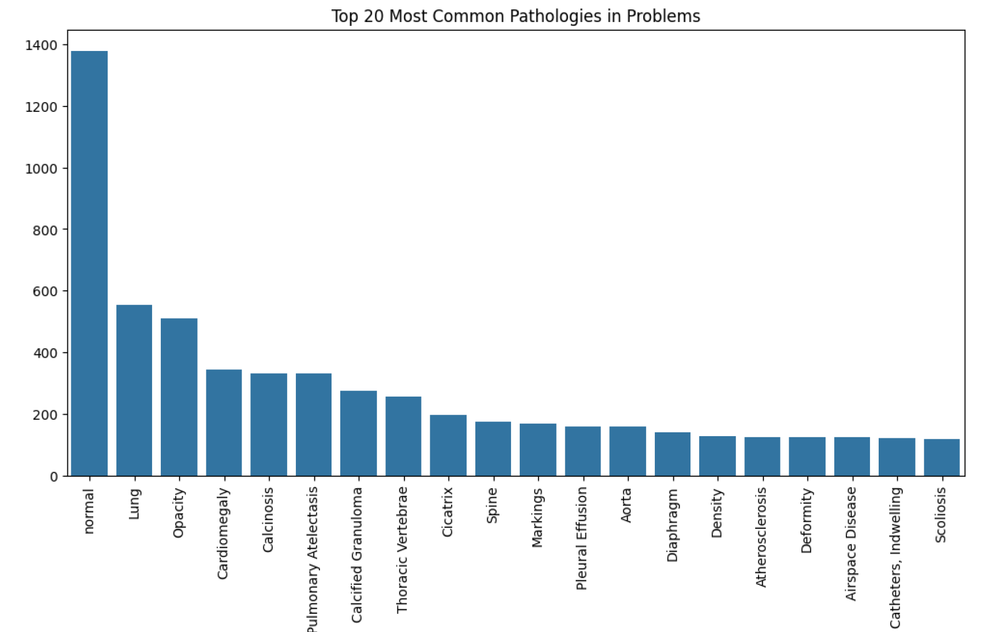 Top 20 Most Common Pathologies in Problems
1400
1200
1000
800
600
400
200
0
normal
Lung
Opacity
Cardiomegaly
Calcinosis
Pulmonary Atelectasis
Calcified Granuloma
Thoracic Vertebrae
Cicatrix
Spine
Markings
Pleural Effusion
Aorta
Diaphragm
Density
Atherosclerosis
Deformity
Airspace Disease
Catheters, Indwelling
Scoliosis